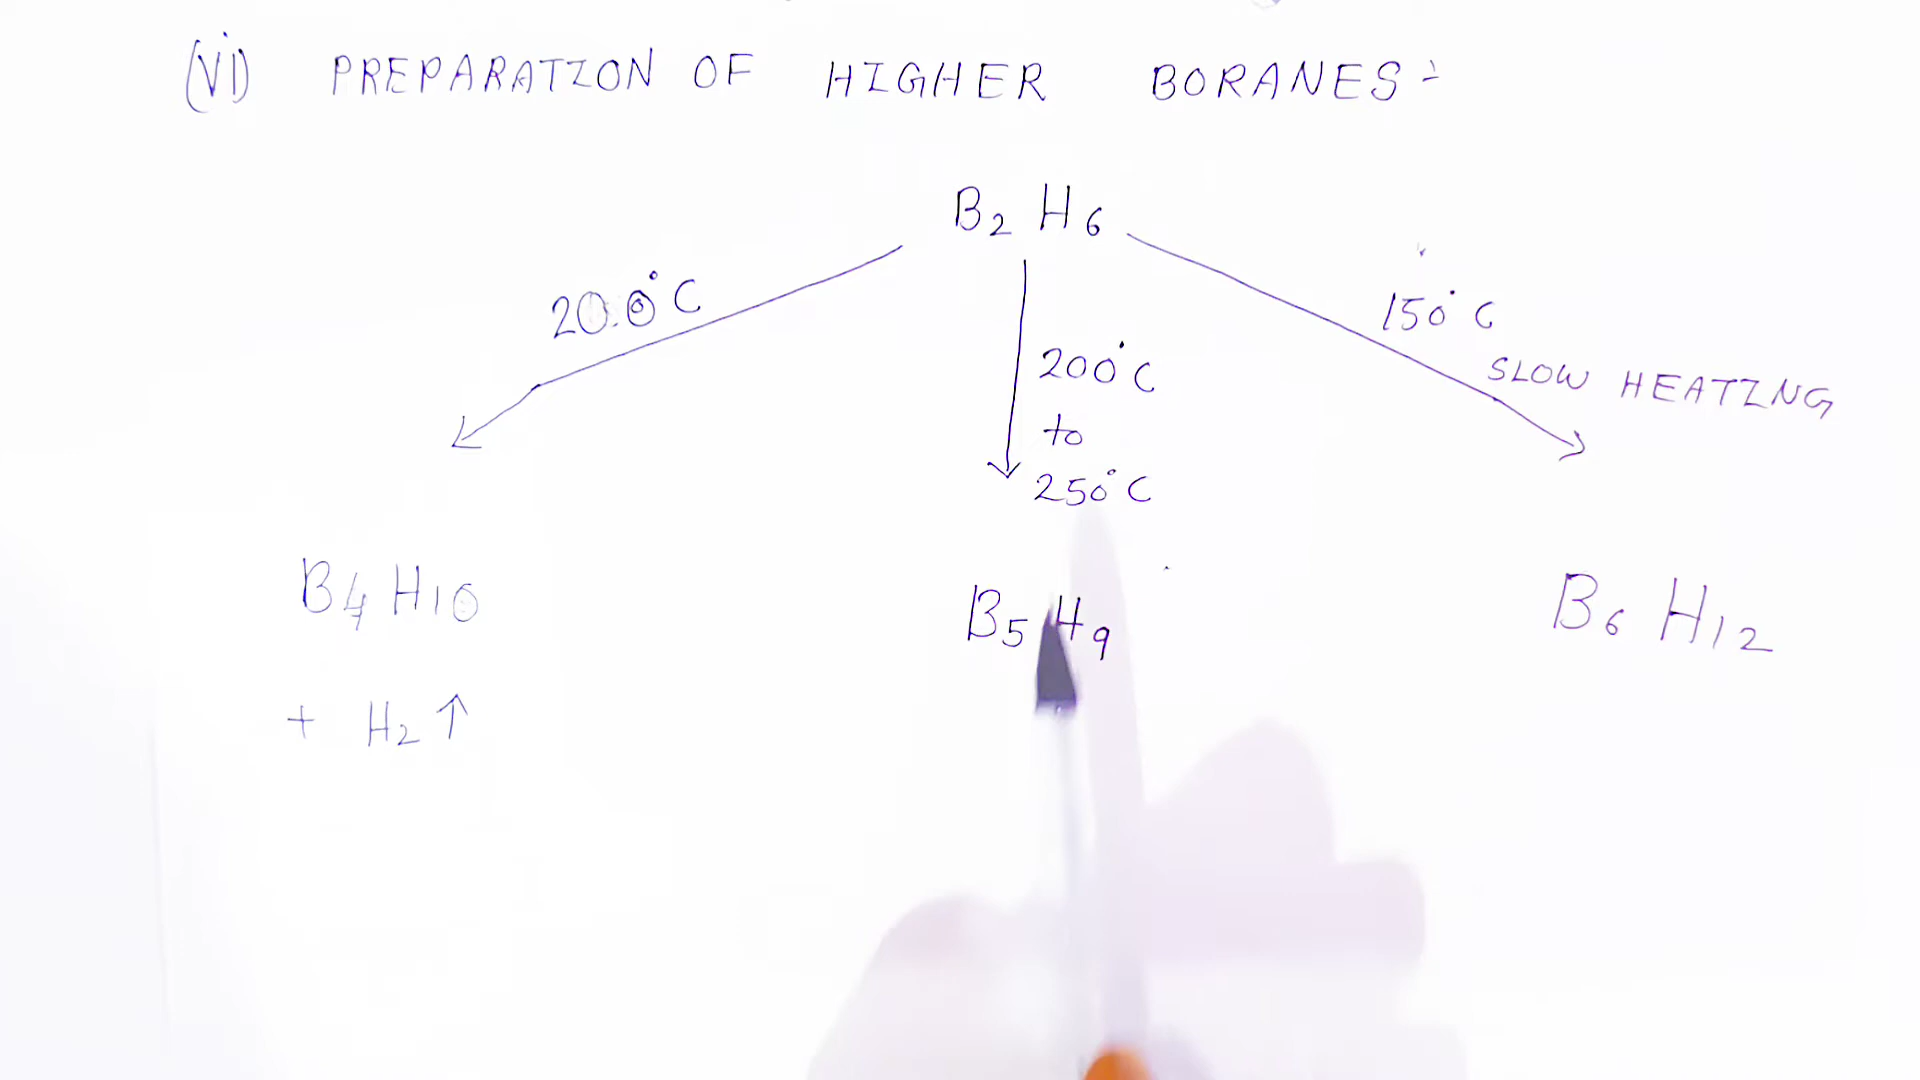 (vi) PREPARATION OF HIGHER BORANES :-
B2 H6
20.0°C
200°C
to
250°C
150°C
SLOW HEATING
B4 H10
+ H2 ↑
B5 H9
B6 H12